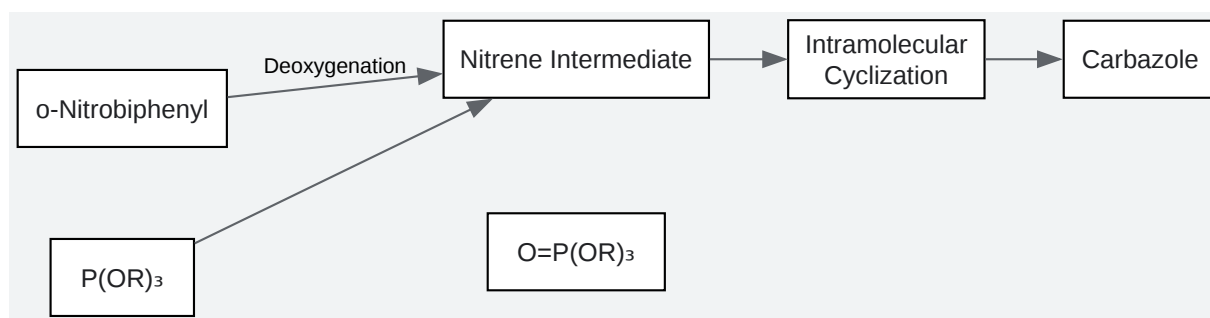 o-Nitrobiphenyl
Deoxygenation
Nitrene Intermediate
Intramolecular
Cyclization
Carbazole
P(OR)₃
O=P(OR)₃